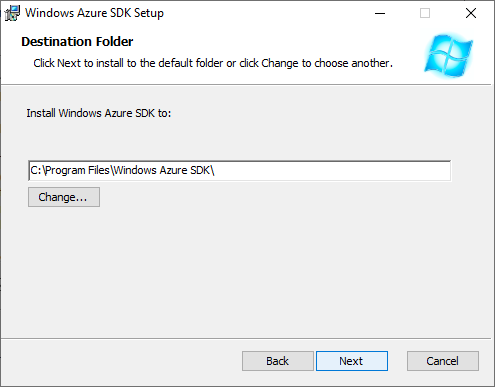 Windows Azure SDK Setup
Destination Folder
Click Next to install to the default folder or click Change to choose another.
Install Windows Azure SDK to:
C:\Program Files\Windows Azure SDK\
Change...
Back Next Cancel